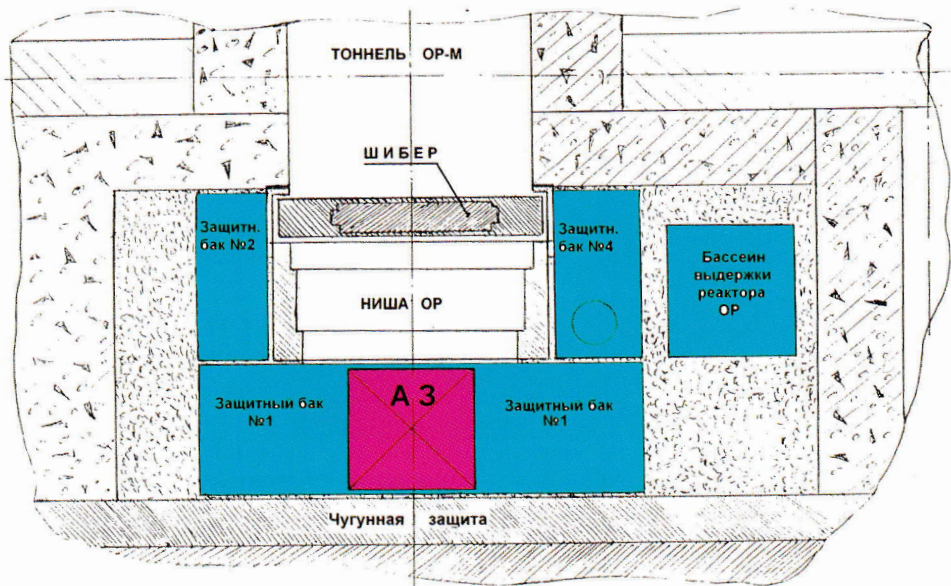 ТОННЕЛЬ ОР-М
ШИБЕР
Защитн.
бак №2
Защитн.
бак №4
Бассеин
выдержки
реактора
ОР
НИША ОР
А З
Защитный бак
№1
Защитный бак
№1
Чугунная защита